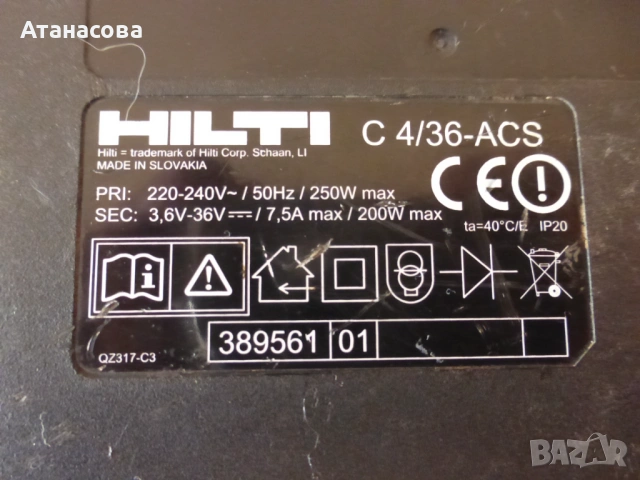 Атанасова
HILTI C 4/36-ACS
Hilti = trademark of Hilti Corp. Schaan, LI
MADE IN SLOVAKIA
CE
PRI: 220-240V~ / 50Hz / 250W max
SEC: 3,6V-36V⎓ / 7,5A max / 200W max
ta=40°C/E IP20
389561 01
QZ317-C3
BAZAR